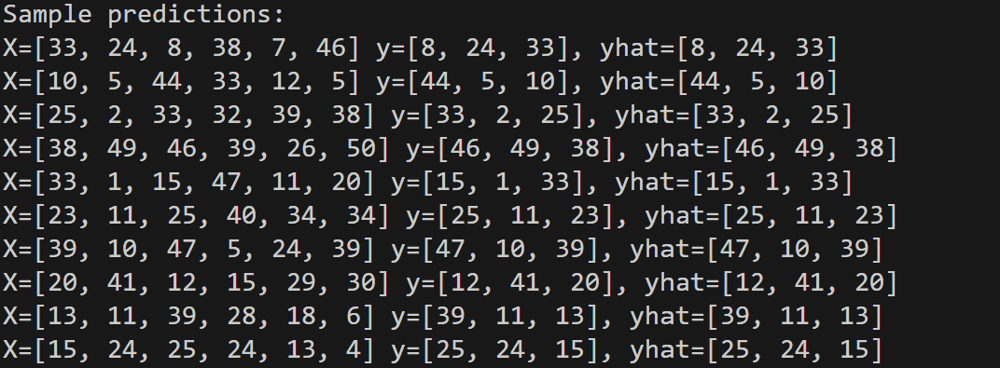 Sample predictions:
X=[33, 24, 8, 38, 7, 46] y=[8, 24, 33], yhat=[8, 24, 33]
X=[10, 5, 44, 33, 12, 5] y=[44, 5, 10], yhat=[44, 5, 10]
X=[25, 2, 33, 32, 39, 38] y=[33, 2, 25], yhat=[33, 2, 25]
X=[38, 49, 46, 39, 26, 50] y=[46, 49, 38], yhat=[46, 49, 38]
X=[33, 1, 15, 47, 11, 20] y=[15, 1, 33], yhat=[15, 1, 33]
X=[23, 11, 25, 40, 34, 34] y=[25, 11, 23], yhat=[25, 11, 23]
X=[39, 10, 47, 5, 24, 39] y=[47, 10, 39], yhat=[47, 10, 39]
X=[20, 41, 12, 15, 29, 30] y=[12, 41, 20], yhat=[12, 41, 20]
X=[13, 11, 39, 28, 18, 6] y=[39, 11, 13], yhat=[39, 11, 13]
X=[15, 24, 25, 24, 13, 4] y=[25, 24, 15], yhat=[25, 24, 15]